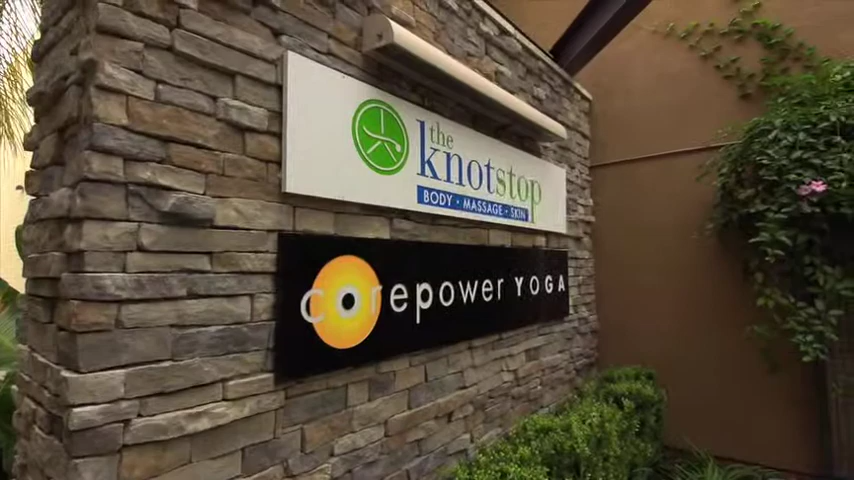 the
knotstop
BODY • MASSAGE • SKIN
corepower YOGA